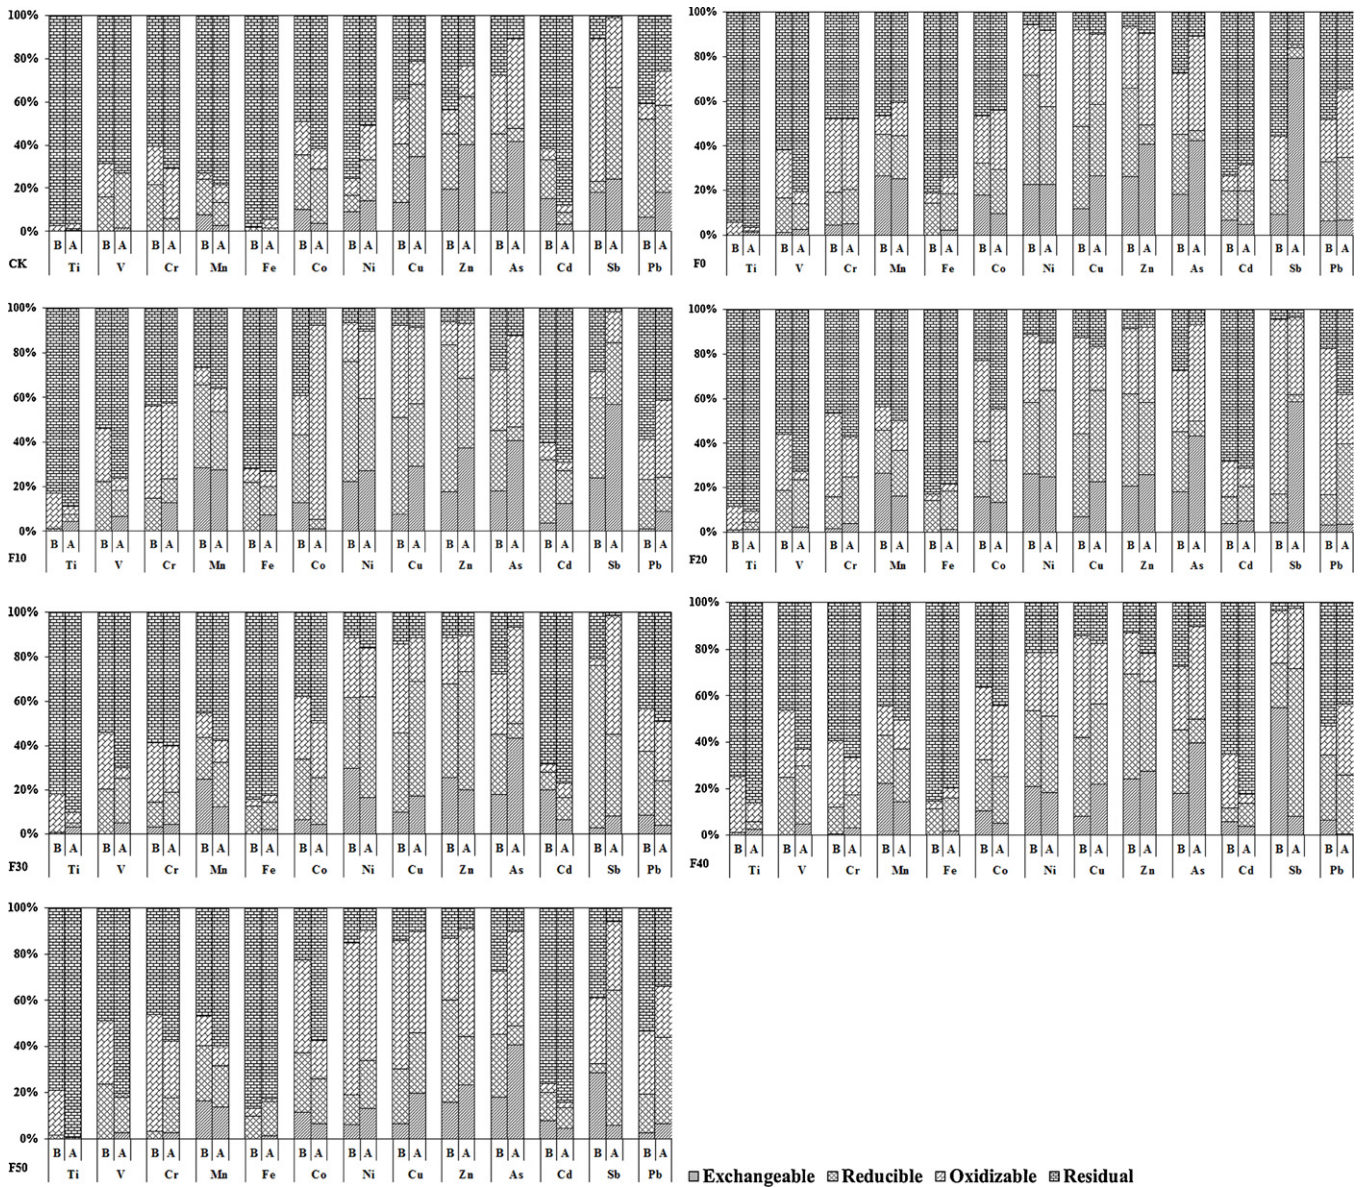 100%
80%
60%
40%
20%
0%
B A B A B A B A B A B A B A B A B A B A B A B A B A
CK Ti V Cr Mn Fe Co Ni Cu Zn As Cd Sb Pb
100%
80%
60%
40%
20%
0%
B A B A B A B A B A B A B A B A B A B A B A B A B A
F0 Ti V Cr Mn Fe Co Ni Cu Zn As Cd Sb Pb
100%
80%
60%
40%
20%
0%
B A B A B A B A B A B A B A B A B A B A B A B A B A
F10 Ti V Cr Mn Fe Co Ni Cu Zn As Cd Sb Pb
100%
80%
60%
40%
20%
0%
B A B A B A B A B A B A B A B A B A B A B A B A B A
F20 Ti V Cr Mn Fe Co Ni Cu Zn As Cd Sb Pb
100%
80%
60%
40%
20%
0%
B A B A B A B A B A B A B A B A B A B A B A B A B A
F30 Ti V Cr Mn Fe Co Ni Cu Zn As Cd Sb Pb
100%
80%
60%
40%
20%
0%
B A B A B A B A B A B A B A B A B A B A B A B A B A
F40 Ti V Cr Mn Fe Co Ni Cu Zn As Cd Sb Pb
100%
80%
60%
40%
20%
0%
B A B A B A B A B A B A B A B A B A B A B A B A B A
F50 Ti V Cr Mn Fe Co Ni Cu Zn As Cd Sb Pb
Exchangeable Reducible Oxidizable Residual